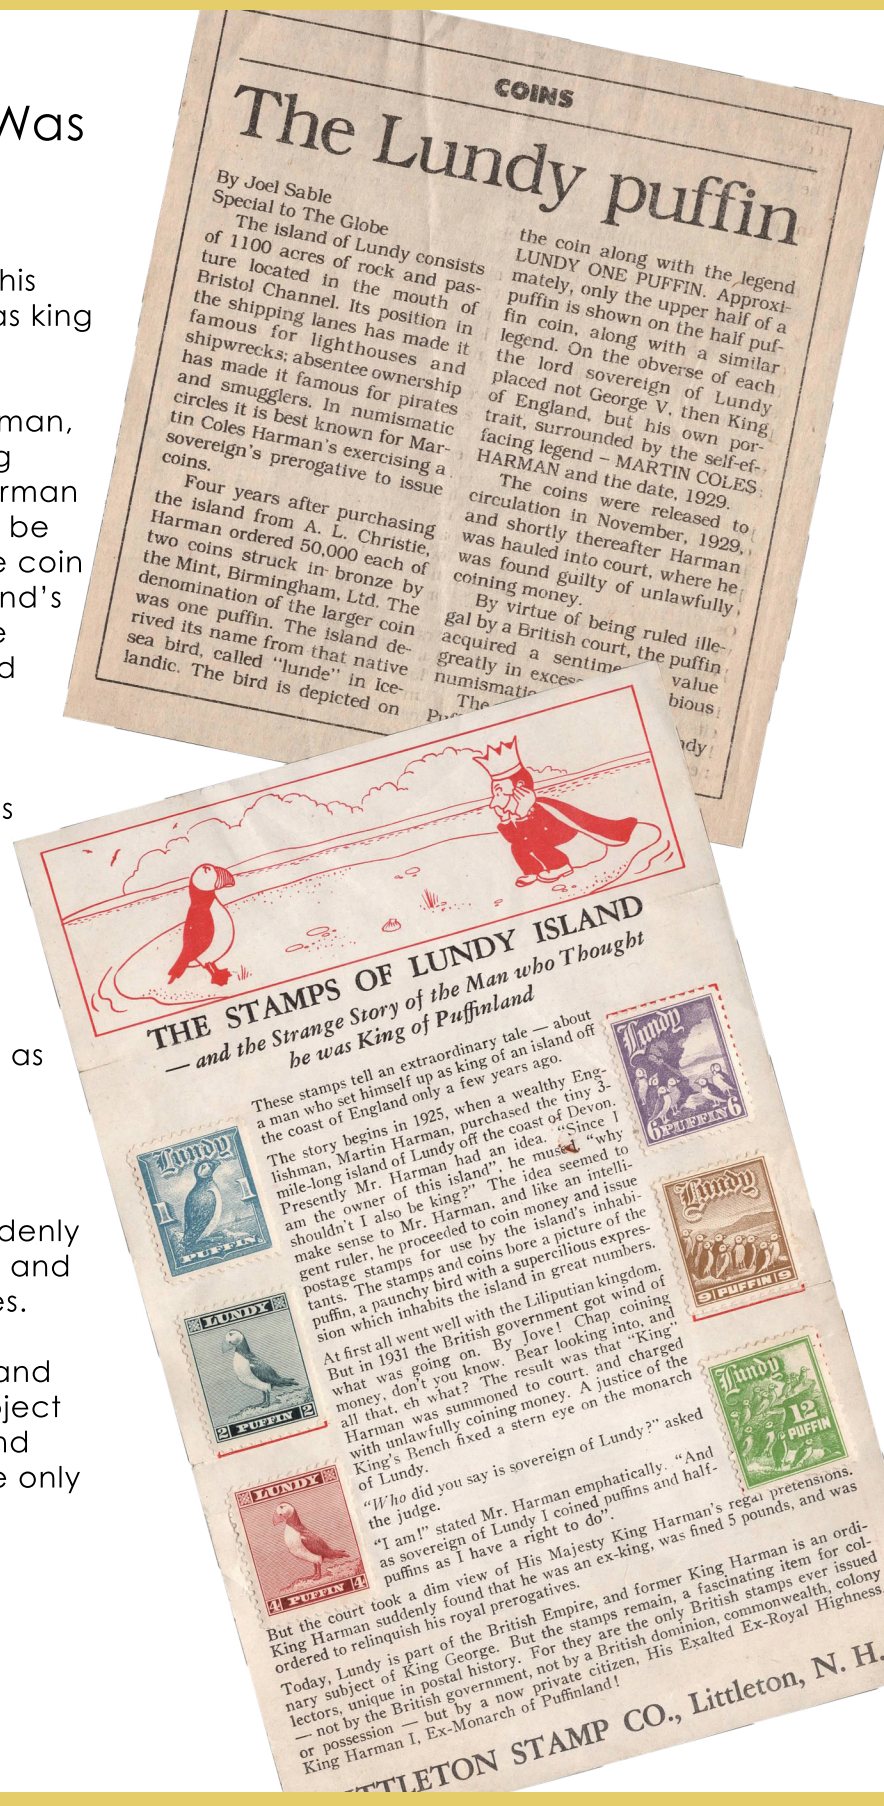 Was
his
as king
man,
g
rman
be
e coin
nd's
e
d
s
as
denly
and
es.
and
ject
nd
e only
COINS
The Lundy puffin
By Joel Sable
Special to The Globe
The island of Lundy consists
of 1100 acres of rock and pas-
ture located in the mouth of
Bristol Channel. Its position in
the shipping lanes has made it
famous for lighthouses and
shipwrecks; absentee ownership
has made it famous for pirates
and smugglers. In numismatic
circles it is best known for Mar-
tin Coles Harman's exercising a
sovereign's prerogative to issue
coins.
Four years after purchasing
the island from A. L. Christie,
Harman ordered 50,000 each of
two coins struck in bronze by
the Mint, Birmingham, Ltd. The
denomination of the larger coin
was one puffin. The island de-
rived its name from that native
sea bird, called "lunde" in Ice-
landic. The bird is depicted on
the coin along with the legend
LUNDY ONE PUFFIN. Approxi-
mately, only the upper half of a
puffin is shown on the half puf-
fin coin, along with a similar
legend. On the obverse of each
the lord sovereign of Lundy
placed not George V, then King
of England, but his own por-
trait, surrounded by the self-ef-
facing legend – MARTIN COLES
HARMAN and the date, 1929.
The coins were released to
circulation in November, 1929,
and shortly thereafter Harman
was hauled into court, where he
was found guilty of unlawfully
coining money.
By virtue of being ruled ille-
gal by a British court, the puffin
acquired a sentime value
greatly in excess bious
numismatic
The
Pu ndy
THE STAMPS OF LUNDY ISLAND
— and the Strange Story of the Man who Thought
he was King of Puffinland
These stamps tell an extraordinary tale — about
a man who set himself up as king of an island off
the coast of England only a few years ago.
The story begins in 1925, when a wealthy Eng-
lishman, Martin Harman, purchased the tiny 3-
mile-long island of Lundy off the coast of Devon.
Presently Mr. Harman had an idea. "Since I
am the owner of this island", he mused "why
shouldn't I also be king?" The idea seemed to
make sense to Mr. Harman, and like an intelli-
gent ruler, he proceeded to coin money and issue
postage stamps for use by the island's inhabi-
tants. The stamps and coins bore a picture of the
puffin, a paunchy bird with a supercilious expres-
sion which inhabits the island in great numbers.
At first all went well with the Liliputian kingdom.
But in 1931 the British government got wind of
what was going on. By Jove! Chap coining
money, don't you know. Bear looking into, and
all that, eh what? The result was that "King"
Harman was summoned to court, and charged
with unlawfully coining money. A justice of the
King's Bench fixed a stern eye on the monarch
of Lundy.
"Who did you say is sovereign of Lundy?" asked
the judge.
"I am!" stated Mr. Harman emphatically. "And
as sovereign of Lundy I coined puffins and half-
puffins as I have a right to do".
But the court took a dim view of His Majesty King Harman's regal pretensions.
King Harman suddenly found that he was an ex-king, was fined 5 pounds, and was
ordered to relinquish his royal prerogatives.
Today, Lundy is part of the British Empire, and former King Harman is an ordi-
nary subject of King George. But the stamps remain, a fascinating item for col-
lectors, unique in postal history. For they are the only British stamps ever issued
— not by the British government, not by a British dominion, commonwealth, colony
or possession — but by a now private citizen, His Exalted Ex-Royal Highness
King Harman I, Ex-Monarch of Puffinland!
LITTLETON STAMP CO., Littleton, N. H.
Lundy
1 1
PUFFIN
LUNDY
2 PUFFIN 2
LUNDY
4 PUFFIN 4
Lundy
6 PUFFIN 6
Lundy
9 PUFFIN 9
Lundy
12
PUFFIN